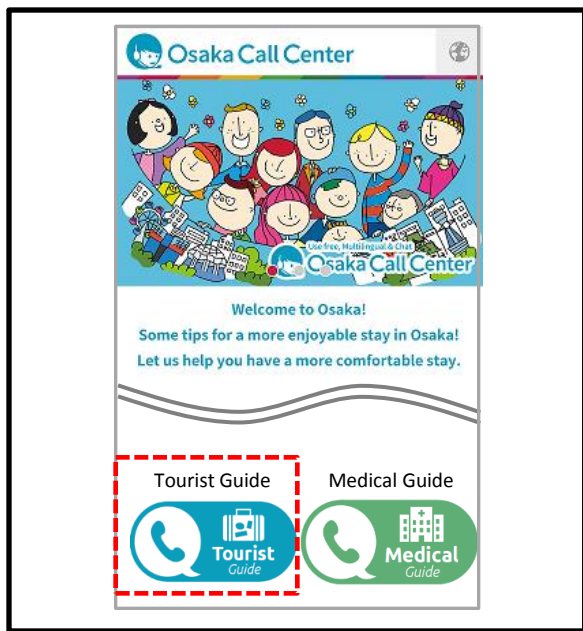 Osaka Call Center
Use free, Multilingual & Chat
Osaka Call Center
Welcome to Osaka!
Some tips for a more enjoyable stay in Osaka!
Let us help you have a more comfortable stay.
Tourist Guide
Medical Guide
Tourist
Guide
Medical
Guide